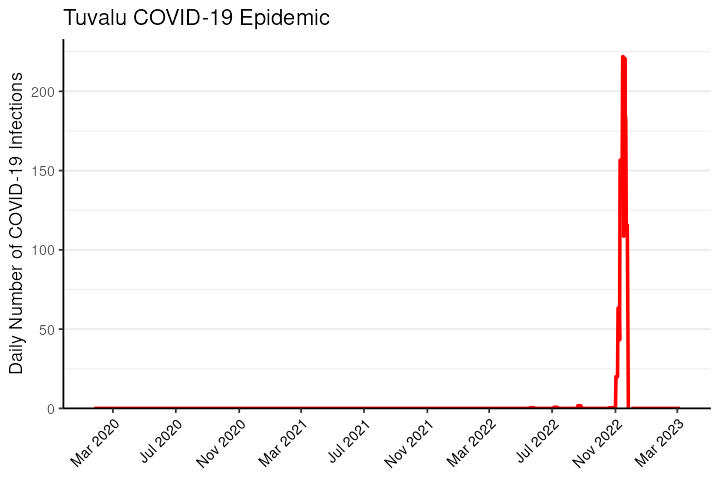 Tuvalu COVID-19 Epidemic
Daily Number of COVID-19 Infections
200
150
100
50
0
Mar 2020
Jul 2020
Nov 2020
Mar 2021
Jul 2021
Nov 2021
Mar 2022
Jul 2022
Nov 2022
Mar 2023